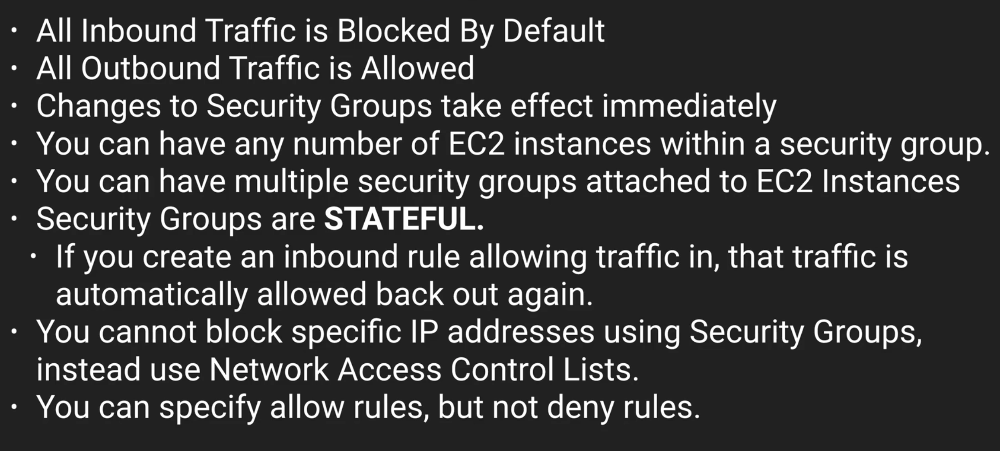 · All Inbound Traffic is Blocked By Default
· All Outbound Traffic is Allowed
· Changes to Security Groups take effect immediately
· You can have any number of EC2 instances within a security group.
· You can have multiple security groups attached to EC2 Instances
· Security Groups are STATEFUL.
· If you create an inbound rule allowing traffic in, that traffic is
automatically allowed back out again.
· You cannot block specific IP addresses using Security Groups,
instead use Network Access Control Lists.
· You can specify allow rules, but not deny rules.